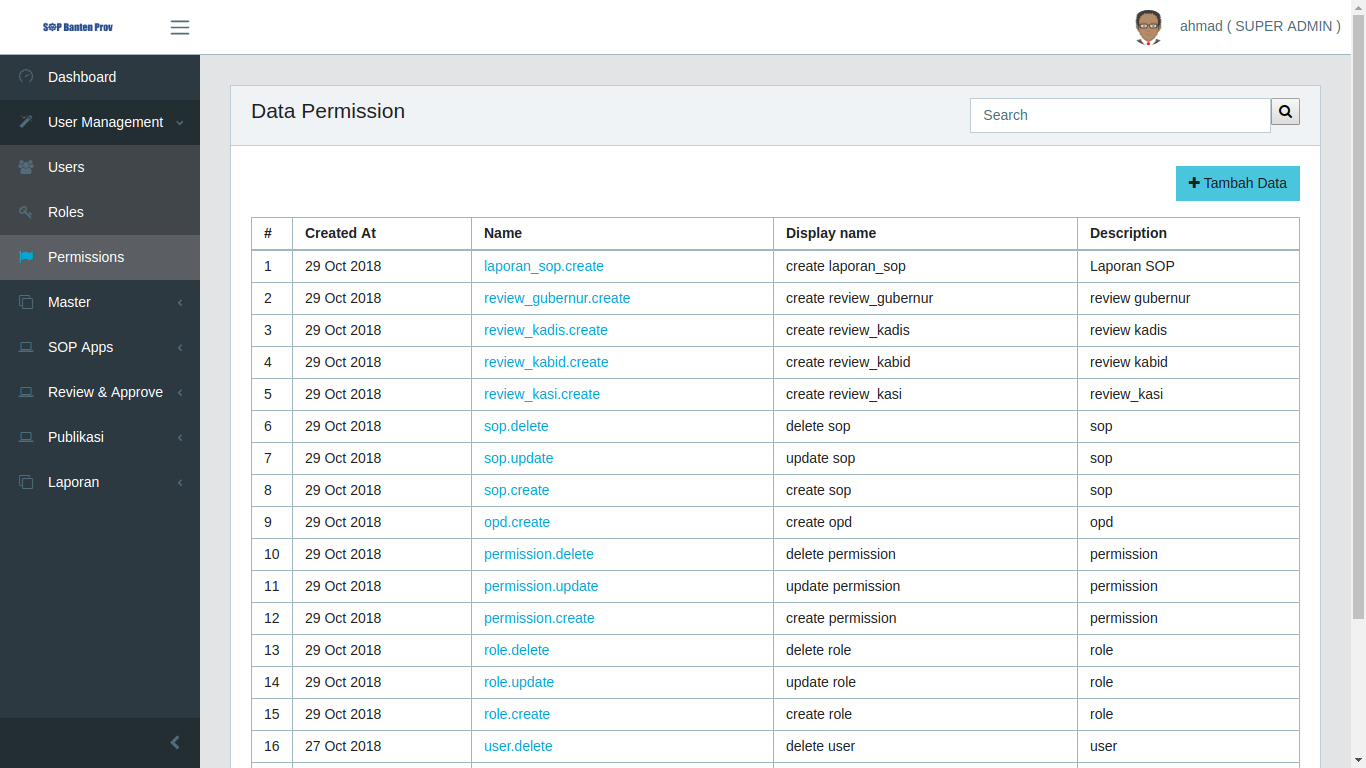 SOP Banten Prov
ahmad ( SUPER ADMIN )
Dashboard
User Management
Users
Roles
Permissions
Master
SOP Apps
Review & Approve
Publikasi
Laporan
Data Permission
Search
Tambah Data
# Created At Name Display name Description
1 29 Oct 2018 laporan_sop.create create laporan_sop Laporan SOP
2 29 Oct 2018 review_gubernur.create create review_gubernur review gubernur
3 29 Oct 2018 review_kadis.create create review_kadis review kadis
4 29 Oct 2018 review_kabid.create create review_kabid review kabid
5 29 Oct 2018 review_kasi.create create review_kasi review_kasi
6 29 Oct 2018 sop.delete delete sop sop
7 29 Oct 2018 sop.update update sop sop
8 29 Oct 2018 sop.create create sop sop
9 29 Oct 2018 opd.create create opd opd
10 29 Oct 2018 permission.delete delete permission permission
11 29 Oct 2018 permission.update update permission permission
12 29 Oct 2018 permission.create create permission permission
13 29 Oct 2018 role.delete delete role role
14 29 Oct 2018 role.update update role role
15 29 Oct 2018 role.create create role role
16 27 Oct 2018 user.delete delete user user